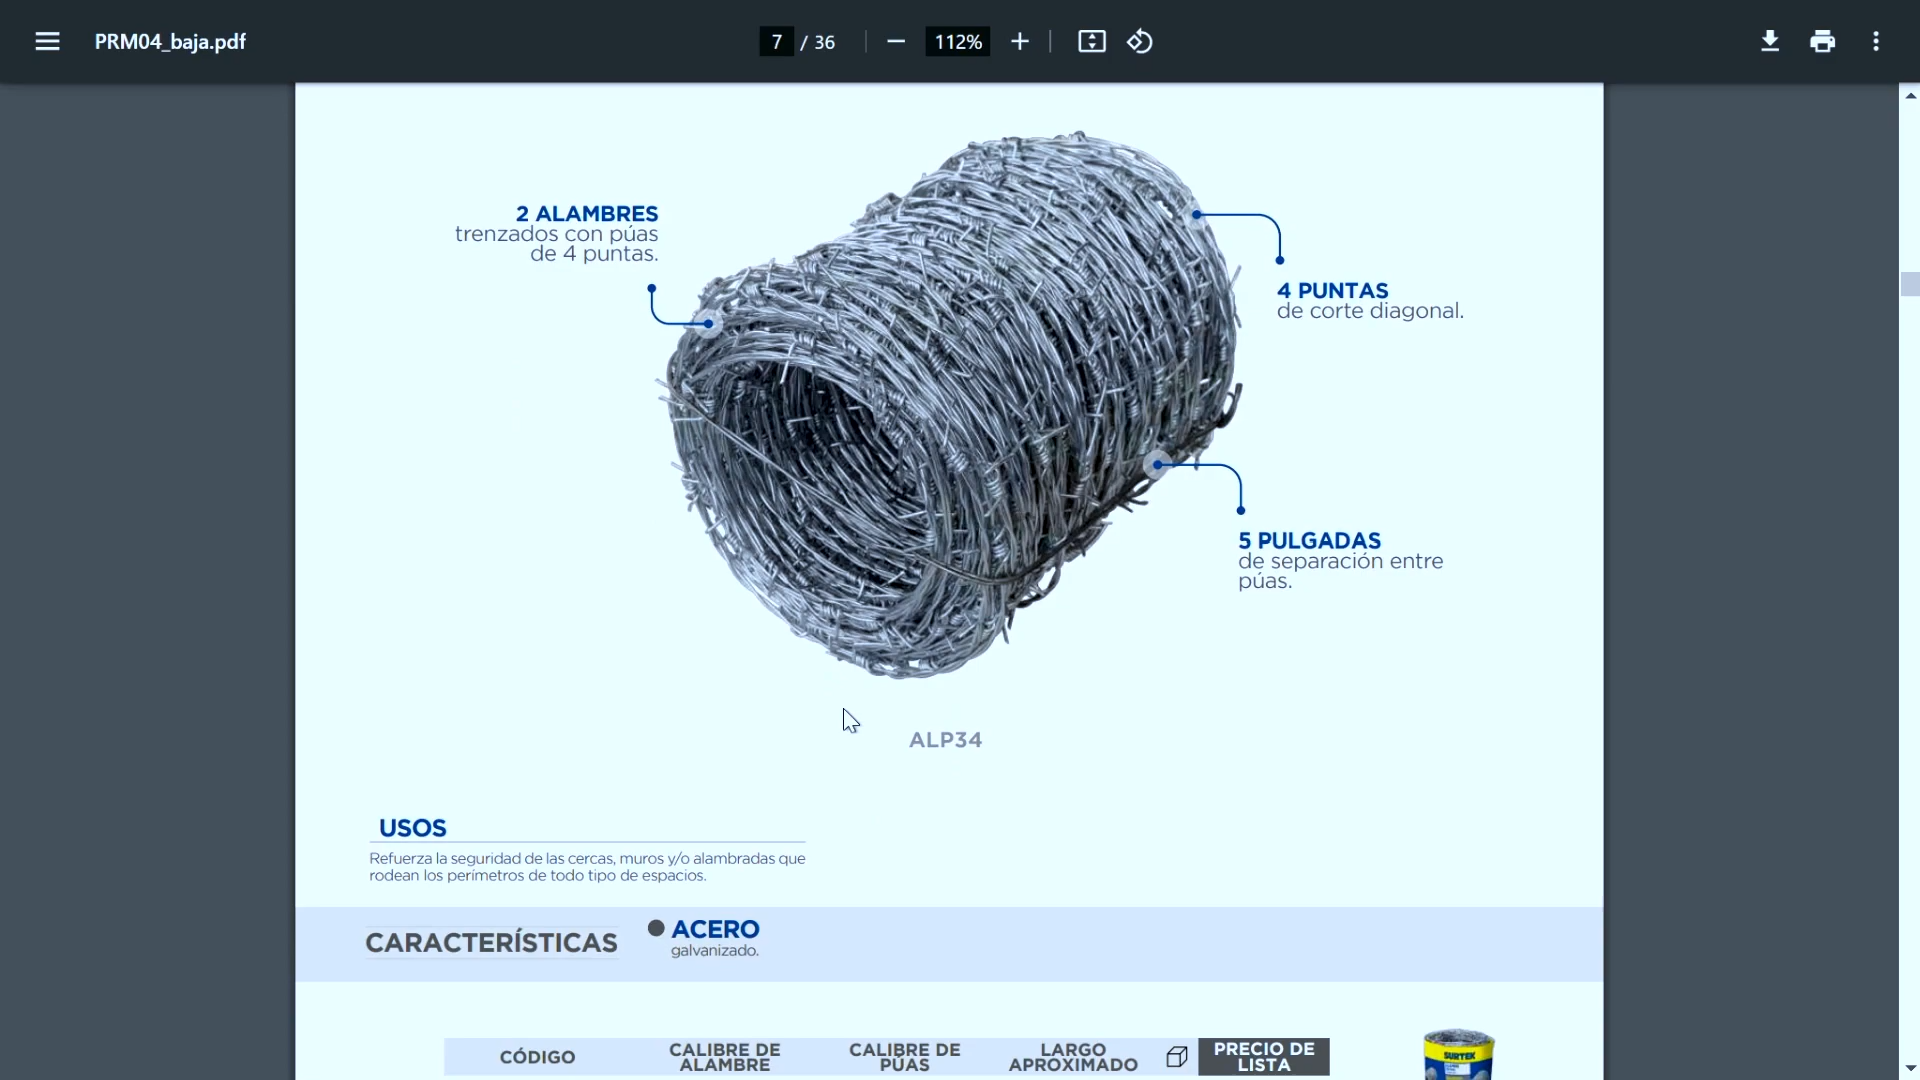 PRM04_baja.pdf
7 / 36
112%
2 ALAMBRES
trenzados con púas
de 4 puntas.
4 PUNTAS
de corte diagonal.
5 PULGADAS
de separación entre
púas.
ALP34
USOS
Refuerza la seguridad de las cercas, muros y/o alambradas que
rodean los perímetros de todo tipo de espacios.
CARACTERÍSTICAS
ACERO
galvanizado.
CÓDIGO
CALIBRE DE
ALAMBRE
CALIBRE DE
PÚAS
LARGO
APROXIMADO
PRECIO DE
LISTA
SURTEK